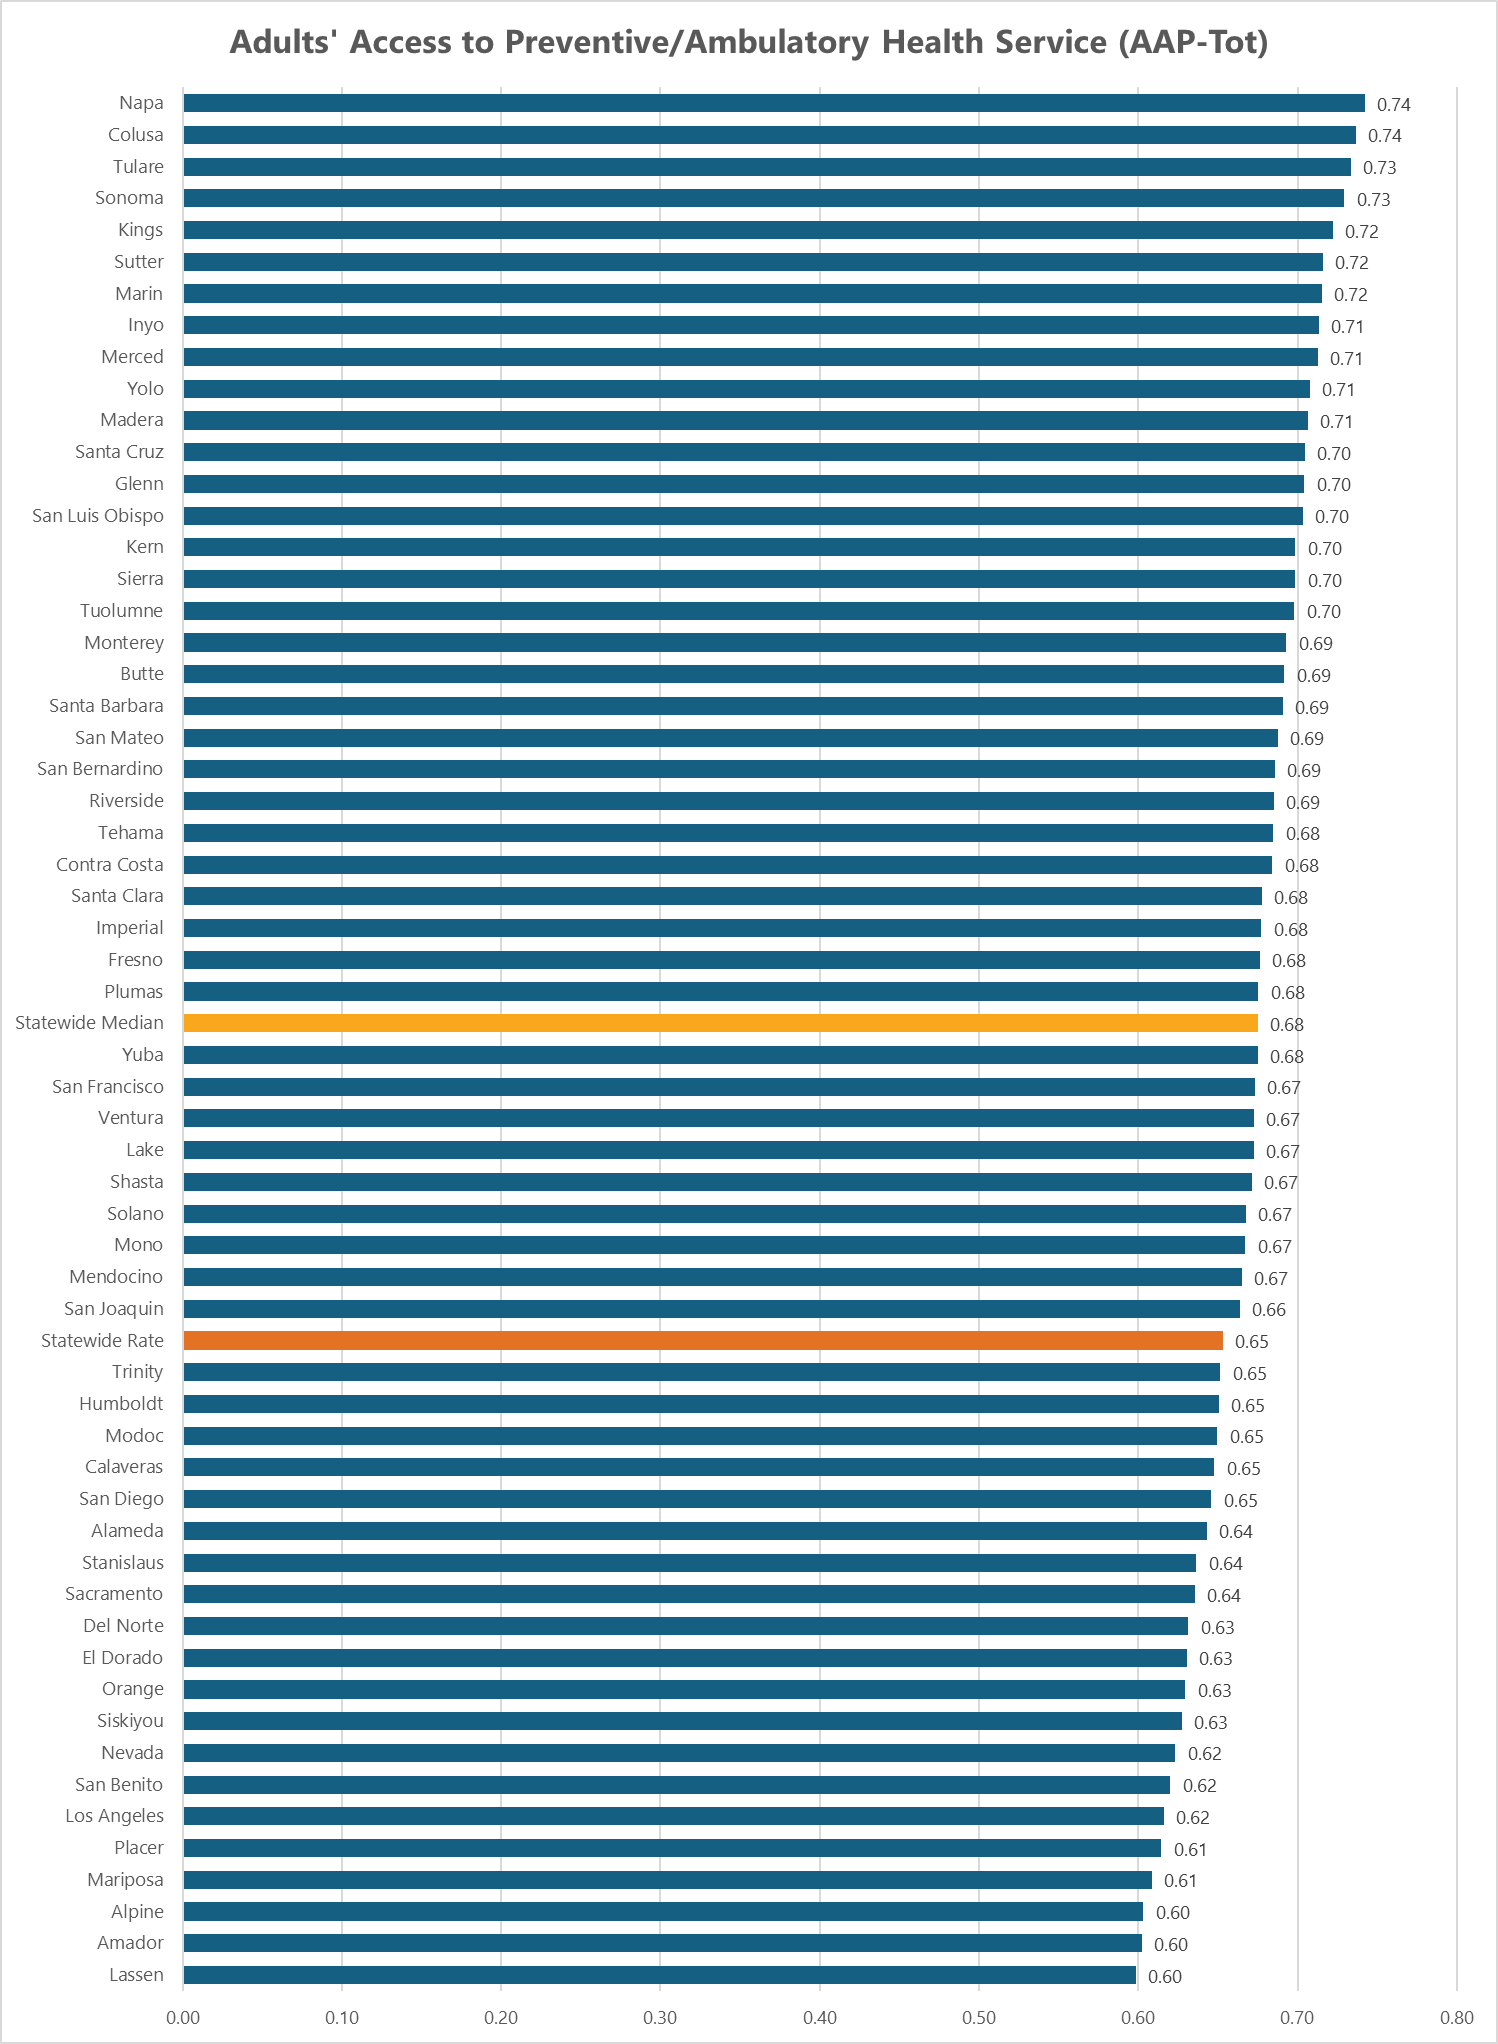 Adults' Access to Preventive/Ambulatory Health Service (AAP-Tot)
Napa 0.74
Colusa 0.74
Tulare 0.73
Sonoma 0.73
Kings 0.72
Sutter 0.72
Marin 0.72
Inyo 0.71
Merced 0.71
Yolo 0.71
Madera 0.71
Santa Cruz 0.70
Glenn 0.70
San Luis Obispo 0.70
Kern 0.70
Sierra 0.70
Tuolumne 0.70
Monterey 0.69
Butte 0.69
Santa Barbara 0.69
San Mateo 0.69
San Bernardino 0.69
Riverside 0.69
Tehama 0.68
Contra Costa 0.68
Santa Clara 0.68
Imperial 0.68
Fresno 0.68
Plumas 0.68
Statewide Median 0.68
Yuba 0.68
San Francisco 0.67
Ventura 0.67
Lake 0.67
Shasta 0.67
Solano 0.67
Mono 0.67
Mendocino 0.67
San Joaquin 0.66
Statewide Rate 0.65
Trinity 0.65
Humboldt 0.65
Modoc 0.65
Calaveras 0.65
San Diego 0.65
Alameda 0.64
Stanislaus 0.64
Sacramento 0.64
Del Norte 0.63
El Dorado 0.63
Orange 0.63
Siskiyou 0.63
Nevada 0.62
San Benito 0.62
Los Angeles 0.62
Placer 0.61
Mariposa 0.61
Alpine 0.60
Amador 0.60
Lassen 0.60
0.00 0.10 0.20 0.30 0.40 0.50 0.60 0.70 0.80